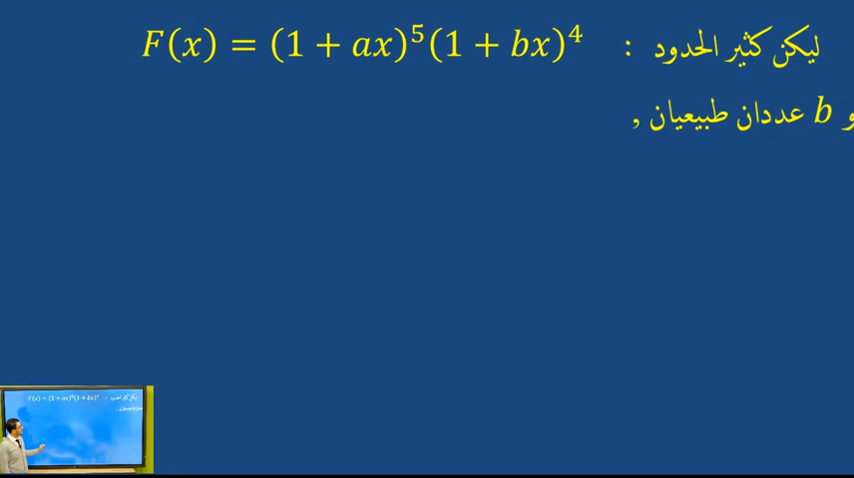 ليكن كثير الحدود : F(x) = (1 + ax)⁵(1 + bx)⁴
و b عددان طبيعيان ,